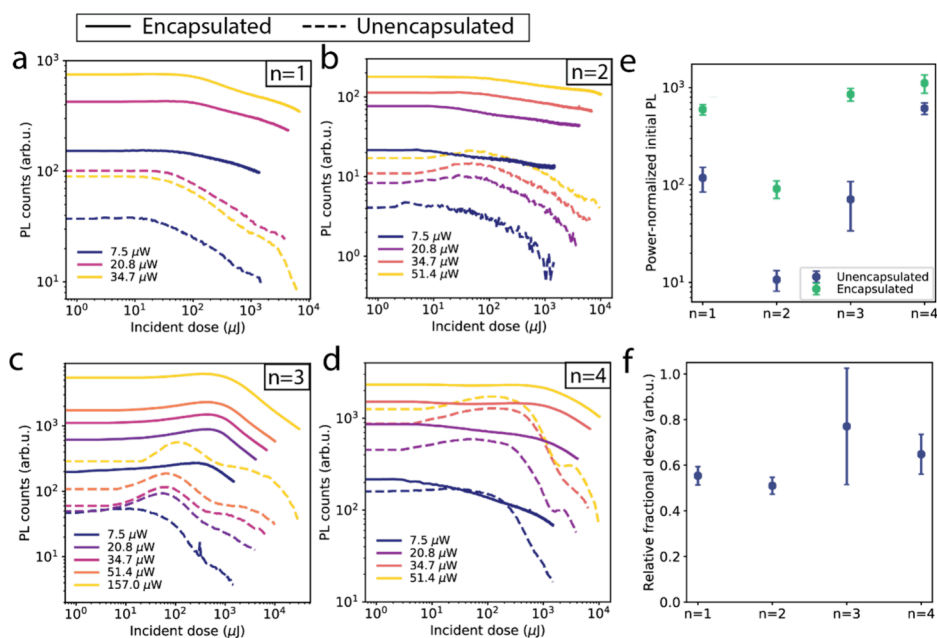 Encapsulated Unencapsulated
a
n=1
PL counts (arb.u.)
10³
10²
10¹
7.5 μW
20.8 μW
34.7 μW
10⁰ 10¹ 10² 10³ 10⁴
Incident dose (μJ)
b
n=2
PL counts (arb.u.)
10²
10¹
10⁰
7.5 μW
20.8 μW
34.7 μW
51.4 μW
10⁰ 10¹ 10² 10³ 10⁴
Incident dose (μJ)
e
Power-normalized initial PL
10³
10²
10¹
Unencapsulated
Encapsulated
n=1 n=2 n=3 n=4
c
n=3
PL counts (arb.u.)
10³
10²
10¹
7.5 μW
20.8 μW
34.7 μW
51.4 μW
157.0 μW
10⁰ 10¹ 10² 10³ 10⁴
Incident dose (μJ)
d
n=4
PL counts (arb.u.)
10³
10²
10¹
7.5 μW
20.8 μW
34.7 μW
51.4 μW
10⁰ 10¹ 10² 10³ 10⁴
Incident dose (μJ)
f
Relative fractional decay (arb.u.)
1.0
0.8
0.6
0.4
0.2
0.0
n=1 n=2 n=3 n=4